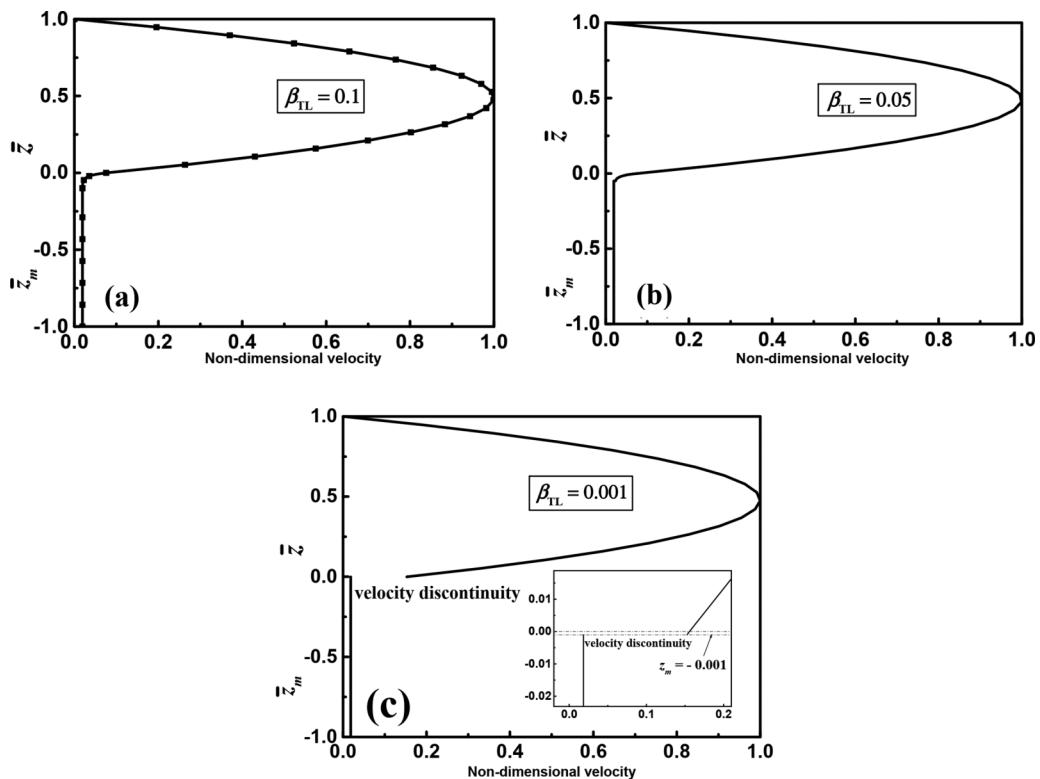 1.0
0.5
0.0
-0.5
-1.0
z̄
z̄ₘ
β_TL = 0.1
(a)
0.0 0.2 0.4 0.6 0.8 1.0
Non-dimensional velocity
1.0
0.5
0.0
-0.5
-1.0
z̄
z̄ₘ
β_TL = 0.05
(b)
0.0 0.2 0.4 0.6 0.8 1.0
Non-dimensional velocity
1.0
0.5
0.0
-0.5
-1.0
z̄
z̄ₘ
β_TL = 0.001
velocity discontinuity
0.01
0.00
-0.01
-0.02
velocity discontinuity
zₘ = - 0.001
0.0 0.1 0.2
(c)
0.0 0.2 0.4 0.6 0.8 1.0
Non-dimensional velocity